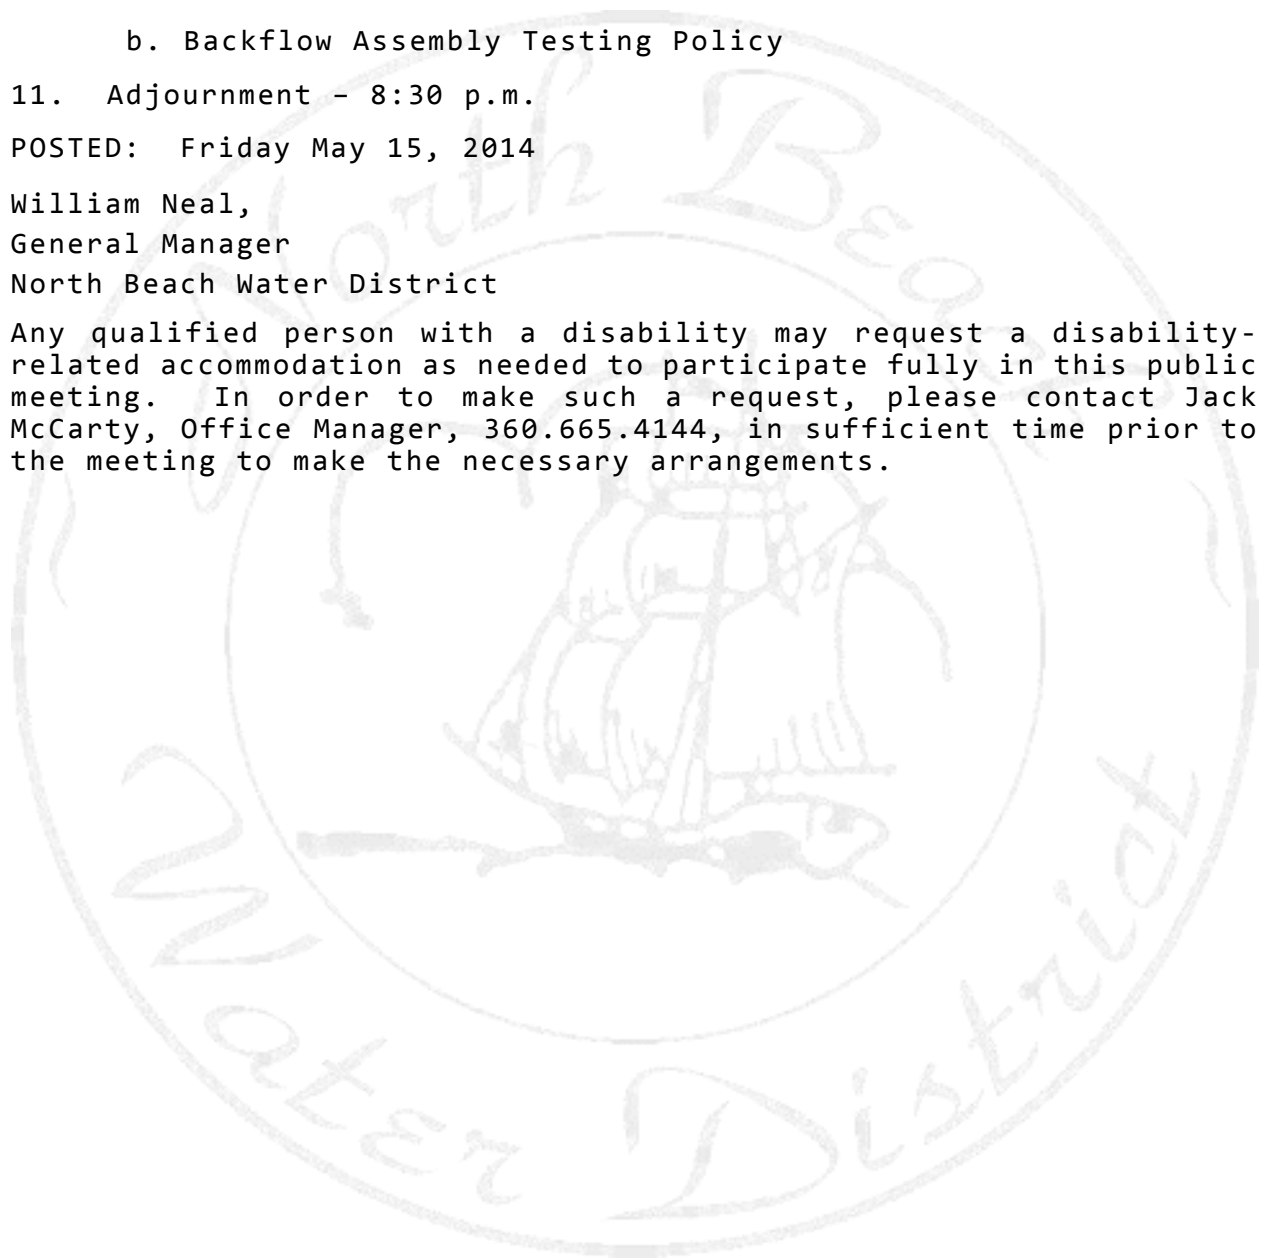 b. Backflow Assembly Testing Policy
11. Adjournment – 8:30 p.m.
POSTED: Friday May 15, 2014
William Neal,
General Manager
North Beach Water District
Any qualified person with a disability may request a disability-
related accommodation as needed to participate fully in this public
meeting. In order to make such a request, please contact Jack
McCarty, Office Manager, 360.665.4144, in sufficient time prior to
the meeting to make the necessary arrangements.
North Beach
Water District